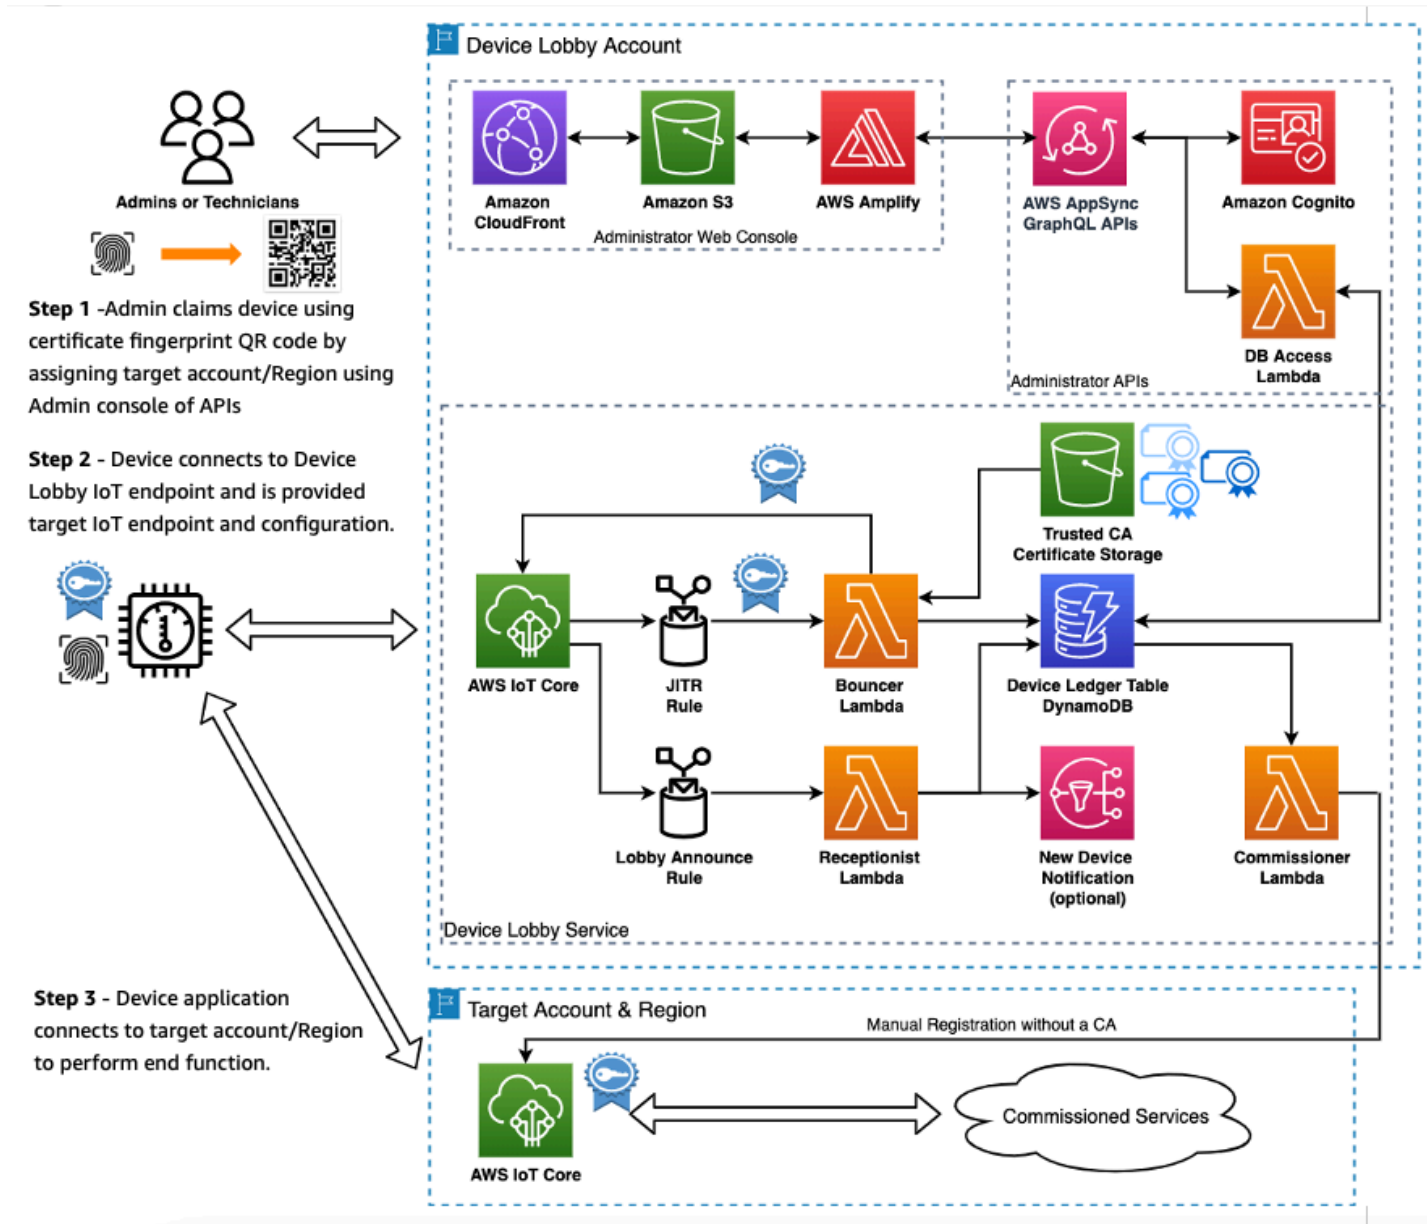 Device Lobby Account
Admins or Technicians
Amazon
CloudFront
Amazon S3
AWS Amplify
Administrator Web Console
AWS AppSync
GraphQL APIs
Amazon Cognito
DB Access
Lambda
Administrator APIs
Step 1 -Admin claims device using
certificate fingerprint QR code by
assigning target account/Region using
Admin console of APIs
Step 2 - Device connects to Device
Lobby IoT endpoint and is provided
target IoT endpoint and configuration.
Trusted CA
Certificate Storage
AWS IoT Core
JITR
Rule
Bouncer
Lambda
Device Ledger Table
DynamoDB
Lobby Announce
Rule
Receptionist
Lambda
New Device
Notification
(optional)
Commissioner
Lambda
Device Lobby Service
Step 3 - Device application
connects to target account/Region
to perform end function.
Target Account & Region
Manual Registration without a CA
AWS IoT Core
Commissioned Services